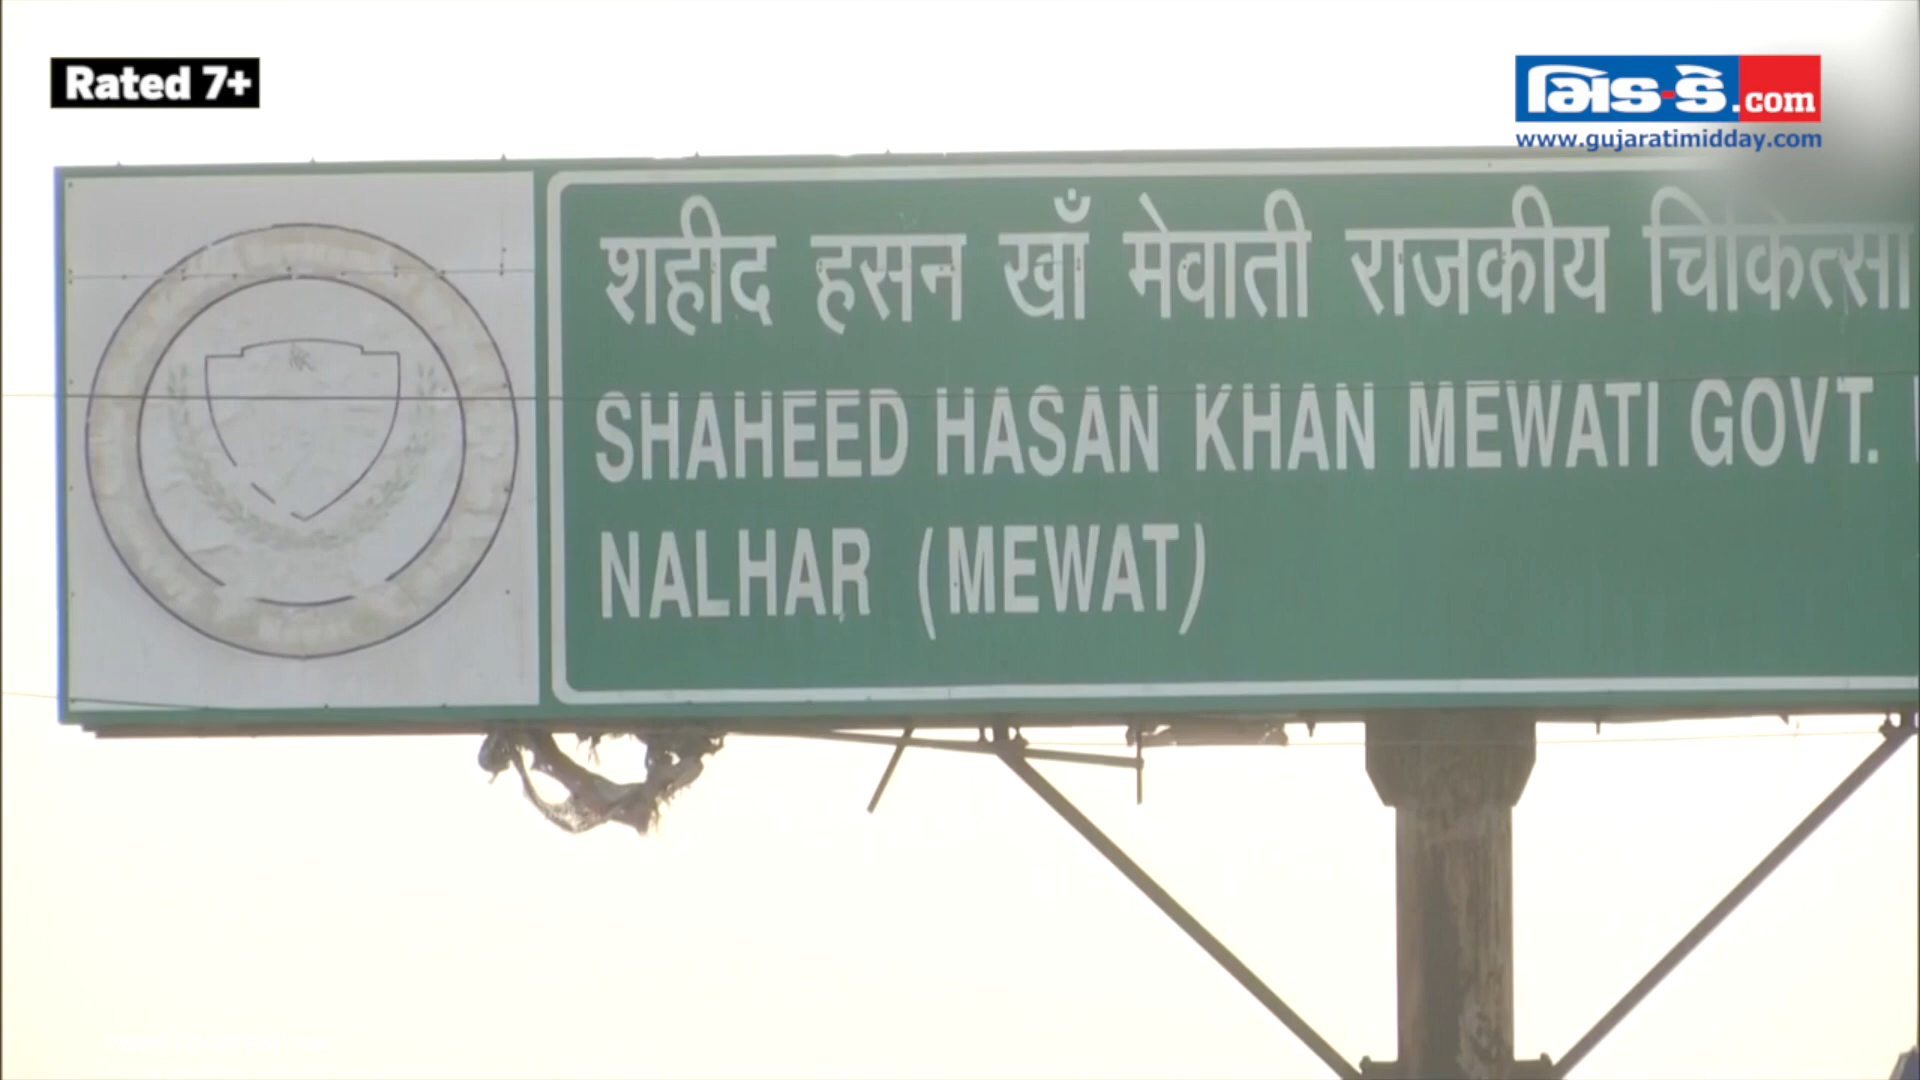 Rated 7+
મિડ-ડે.com
www.gujaratimidday.com
शहीद हसन खाँ मेवाती राजकीय चिकित्सा
SHAHEED HASAN KHAN MEWATI GOVT.
NALHAR (MEWAT)